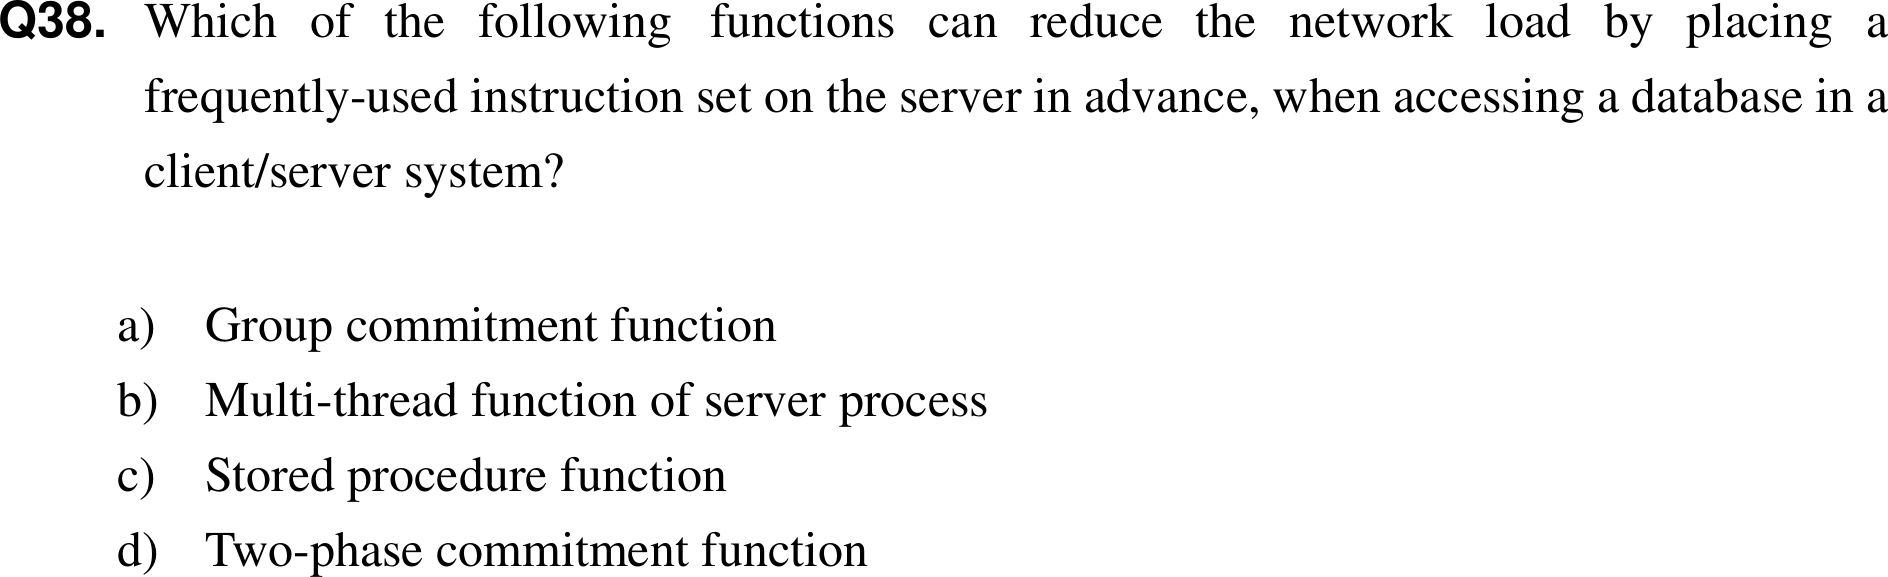 Q38. Which of the following functions can reduce the network load by placing a
frequently-used instruction set on the server in advance, when accessing a database in a
client/server system?
a) Group commitment function
b) Multi-thread function of server process
c) Stored procedure function
d) Two-phase commitment function